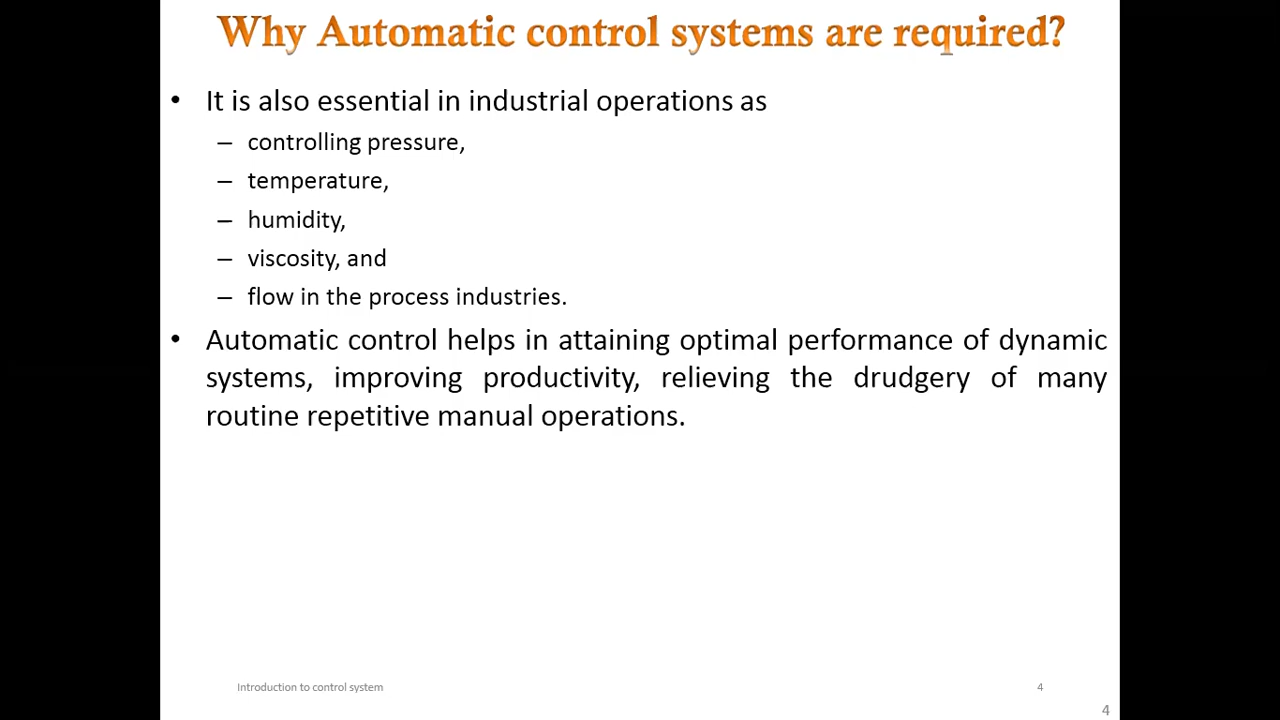 Why Automatic control systems are required?
• It is also essential in industrial operations as
– controlling pressure,
– temperature,
– humidity,
– viscosity, and
– flow in the process industries.
• Automatic control helps in attaining optimal performance of dynamic
systems, improving productivity, relieving the drudgery of many
routine repetitive manual operations.
Introduction to control system
4
4